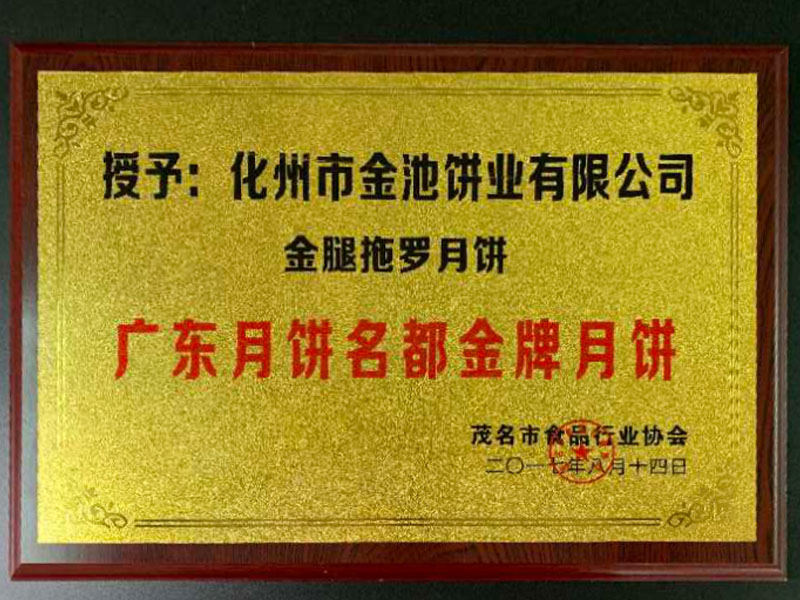 授予：化州市金池饼业有限公司
金腿拖罗月饼
广东月饼名都金牌月饼
茂名市食品行业协会
二〇一七年八月十四日